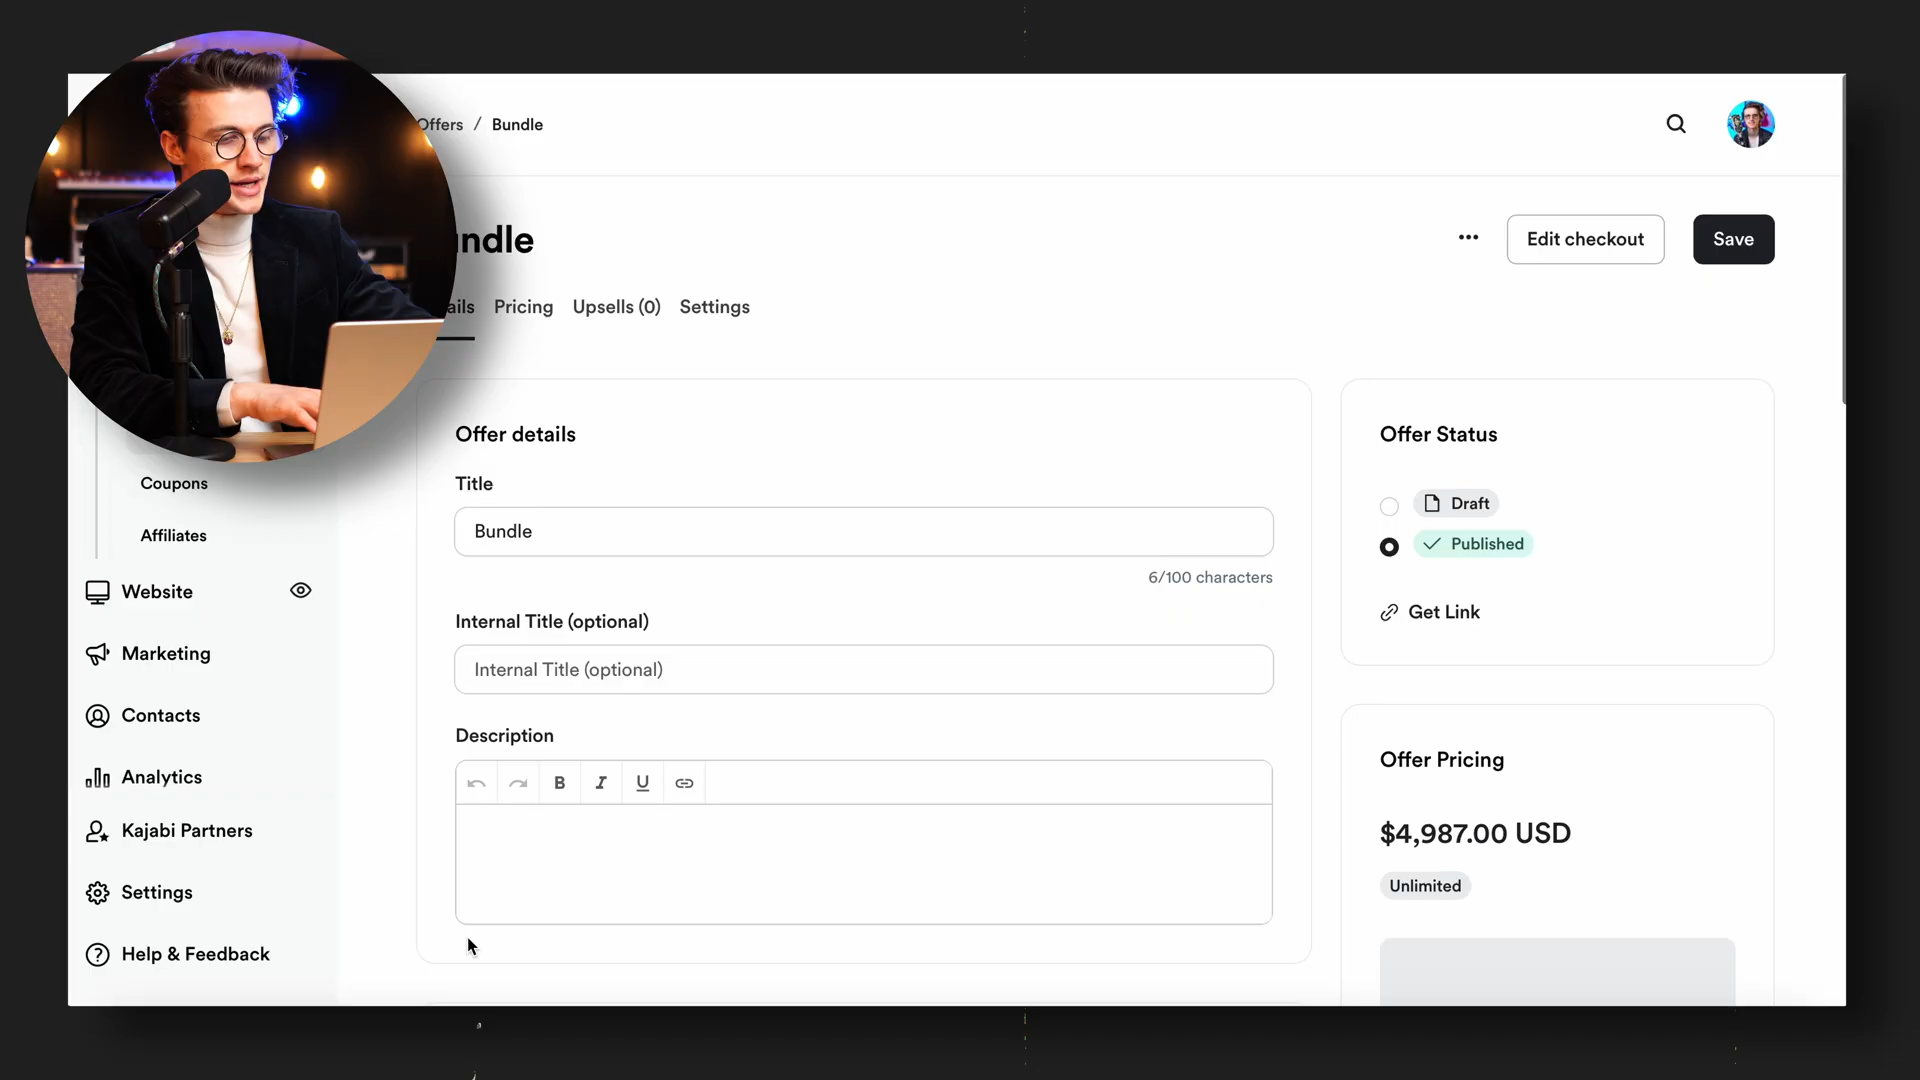 Offers / Bundle
ndle
Edit checkout
Save
ails
Pricing
Upsells (0)
Settings
Coupons
Affiliates
Website
Marketing
Contacts
Analytics
Kajabi Partners
Settings
Help & Feedback
Offer details
Title
Bundle
6/100 characters
Internal Title (optional)
Internal Title (optional)
Description
B I U
Offer Status
Draft
Published
Get Link
Offer Pricing
$4,987.00 USD
Unlimited